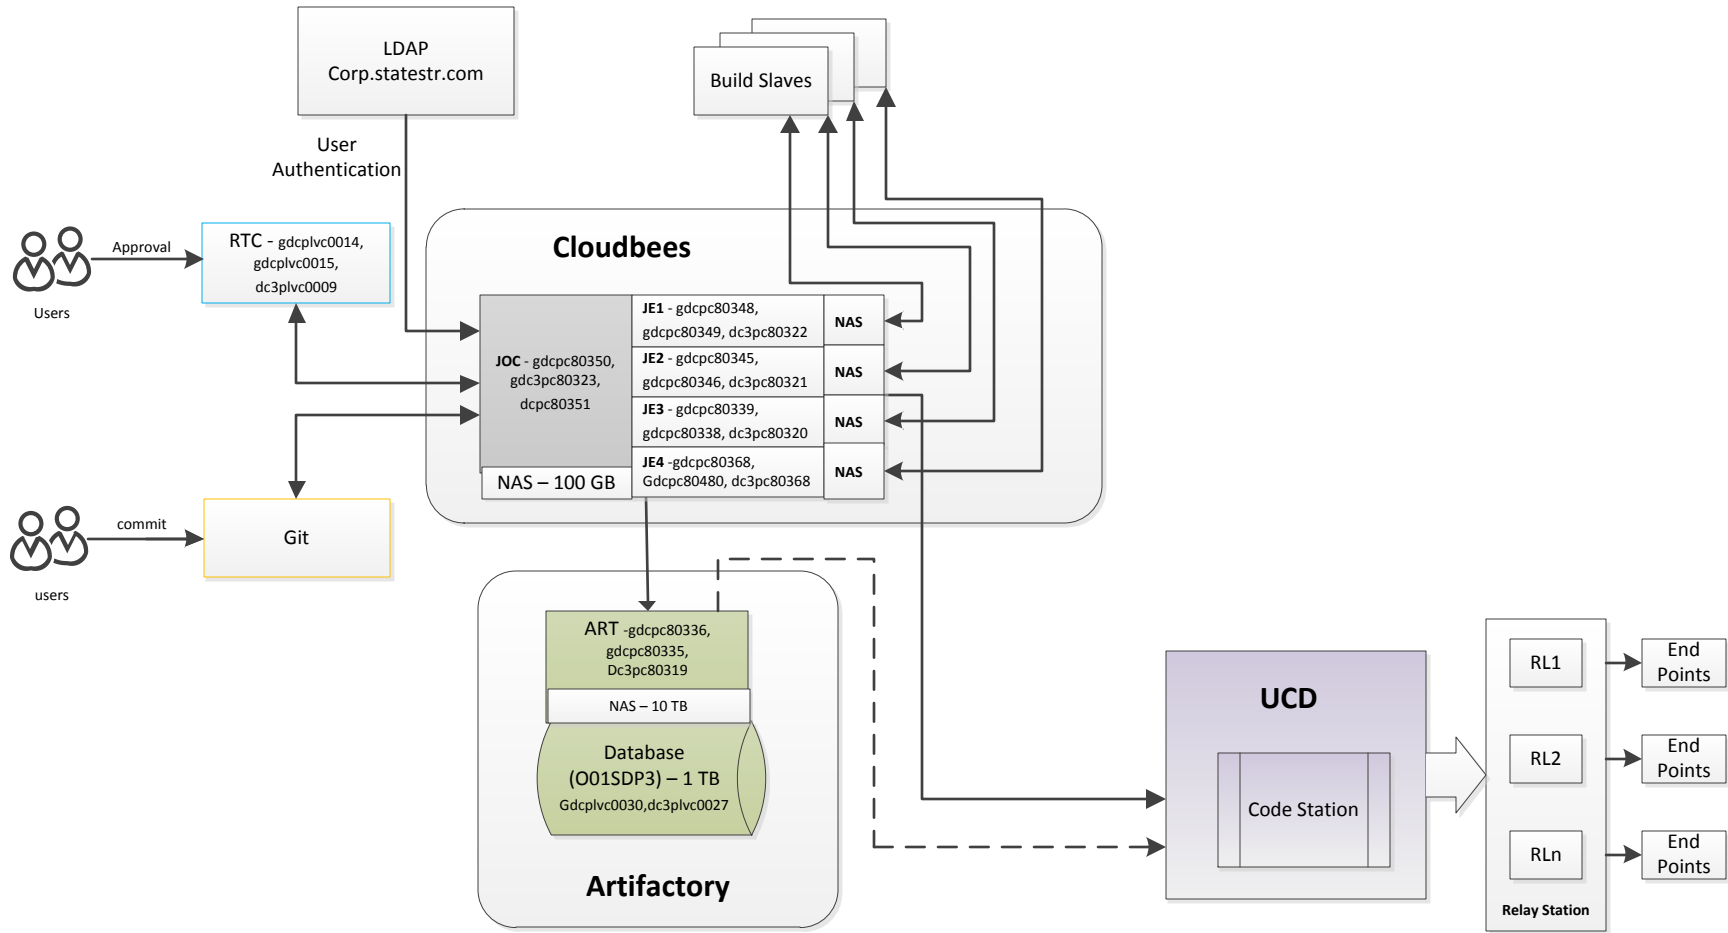 LDAP
Corp.statestr.com
Build Slaves
User
Authentication
Approval
Users
RTC - gdcplvc0014,
gdcplvc0015,
dc3plvc0009
commit
users
Git
Cloudbees
JOC - gdcpc80350,
gdc3pc80323,
dcpc80351
NAS – 100 GB
JE1 - gdcpc80348,
gdcpc80349, dc3pc80322
NAS
JE2 - gdcpc80345,
gdcpc80346, dc3pc80321
NAS
JE3 - gdcpc80339,
gdcpc80338, dc3pc80320
NAS
JE4 -gdcpc80368,
Gdcpc80480, dc3pc80368
NAS
ART -gdcpc80336,
gdcpc80335,
Dc3pc80319
NAS – 10 TB
Database
(O01SDP3) – 1 TB
Gdcplvc0030,dc3plvc0027
Artifactory
UCD
Code Station
RL1
RL2
RLn
Relay Station
End
Points
End
Points
End
Points